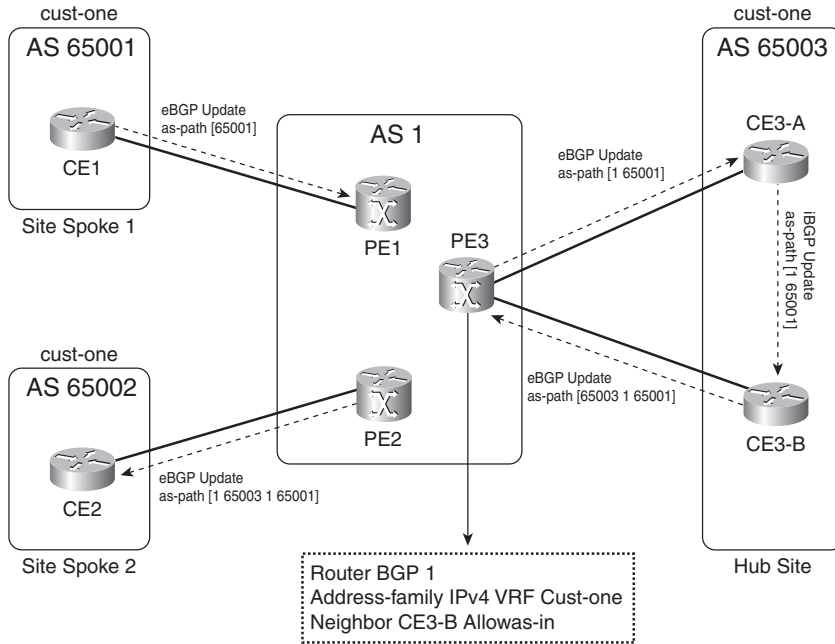 cust-one
AS 65001
CE1
Site Spoke 1
eBGP Update
as-path [65001]
AS 1
PE1
PE3
PE2
cust-one
AS 65002
CE2
Site Spoke 2
eBGP Update
as-path [1 65003 1 65001]
cust-one
AS 65003
CE3-A
eBGP Update
as-path [1 65001]
iBGP Update
as-path [1 65001]
eBGP Update
as-path [65003 1 65001]
CE3-B
Hub Site
Router BGP 1
Address-family IPv4 VRF Cust-one
Neighbor CE3-B Allowas-in